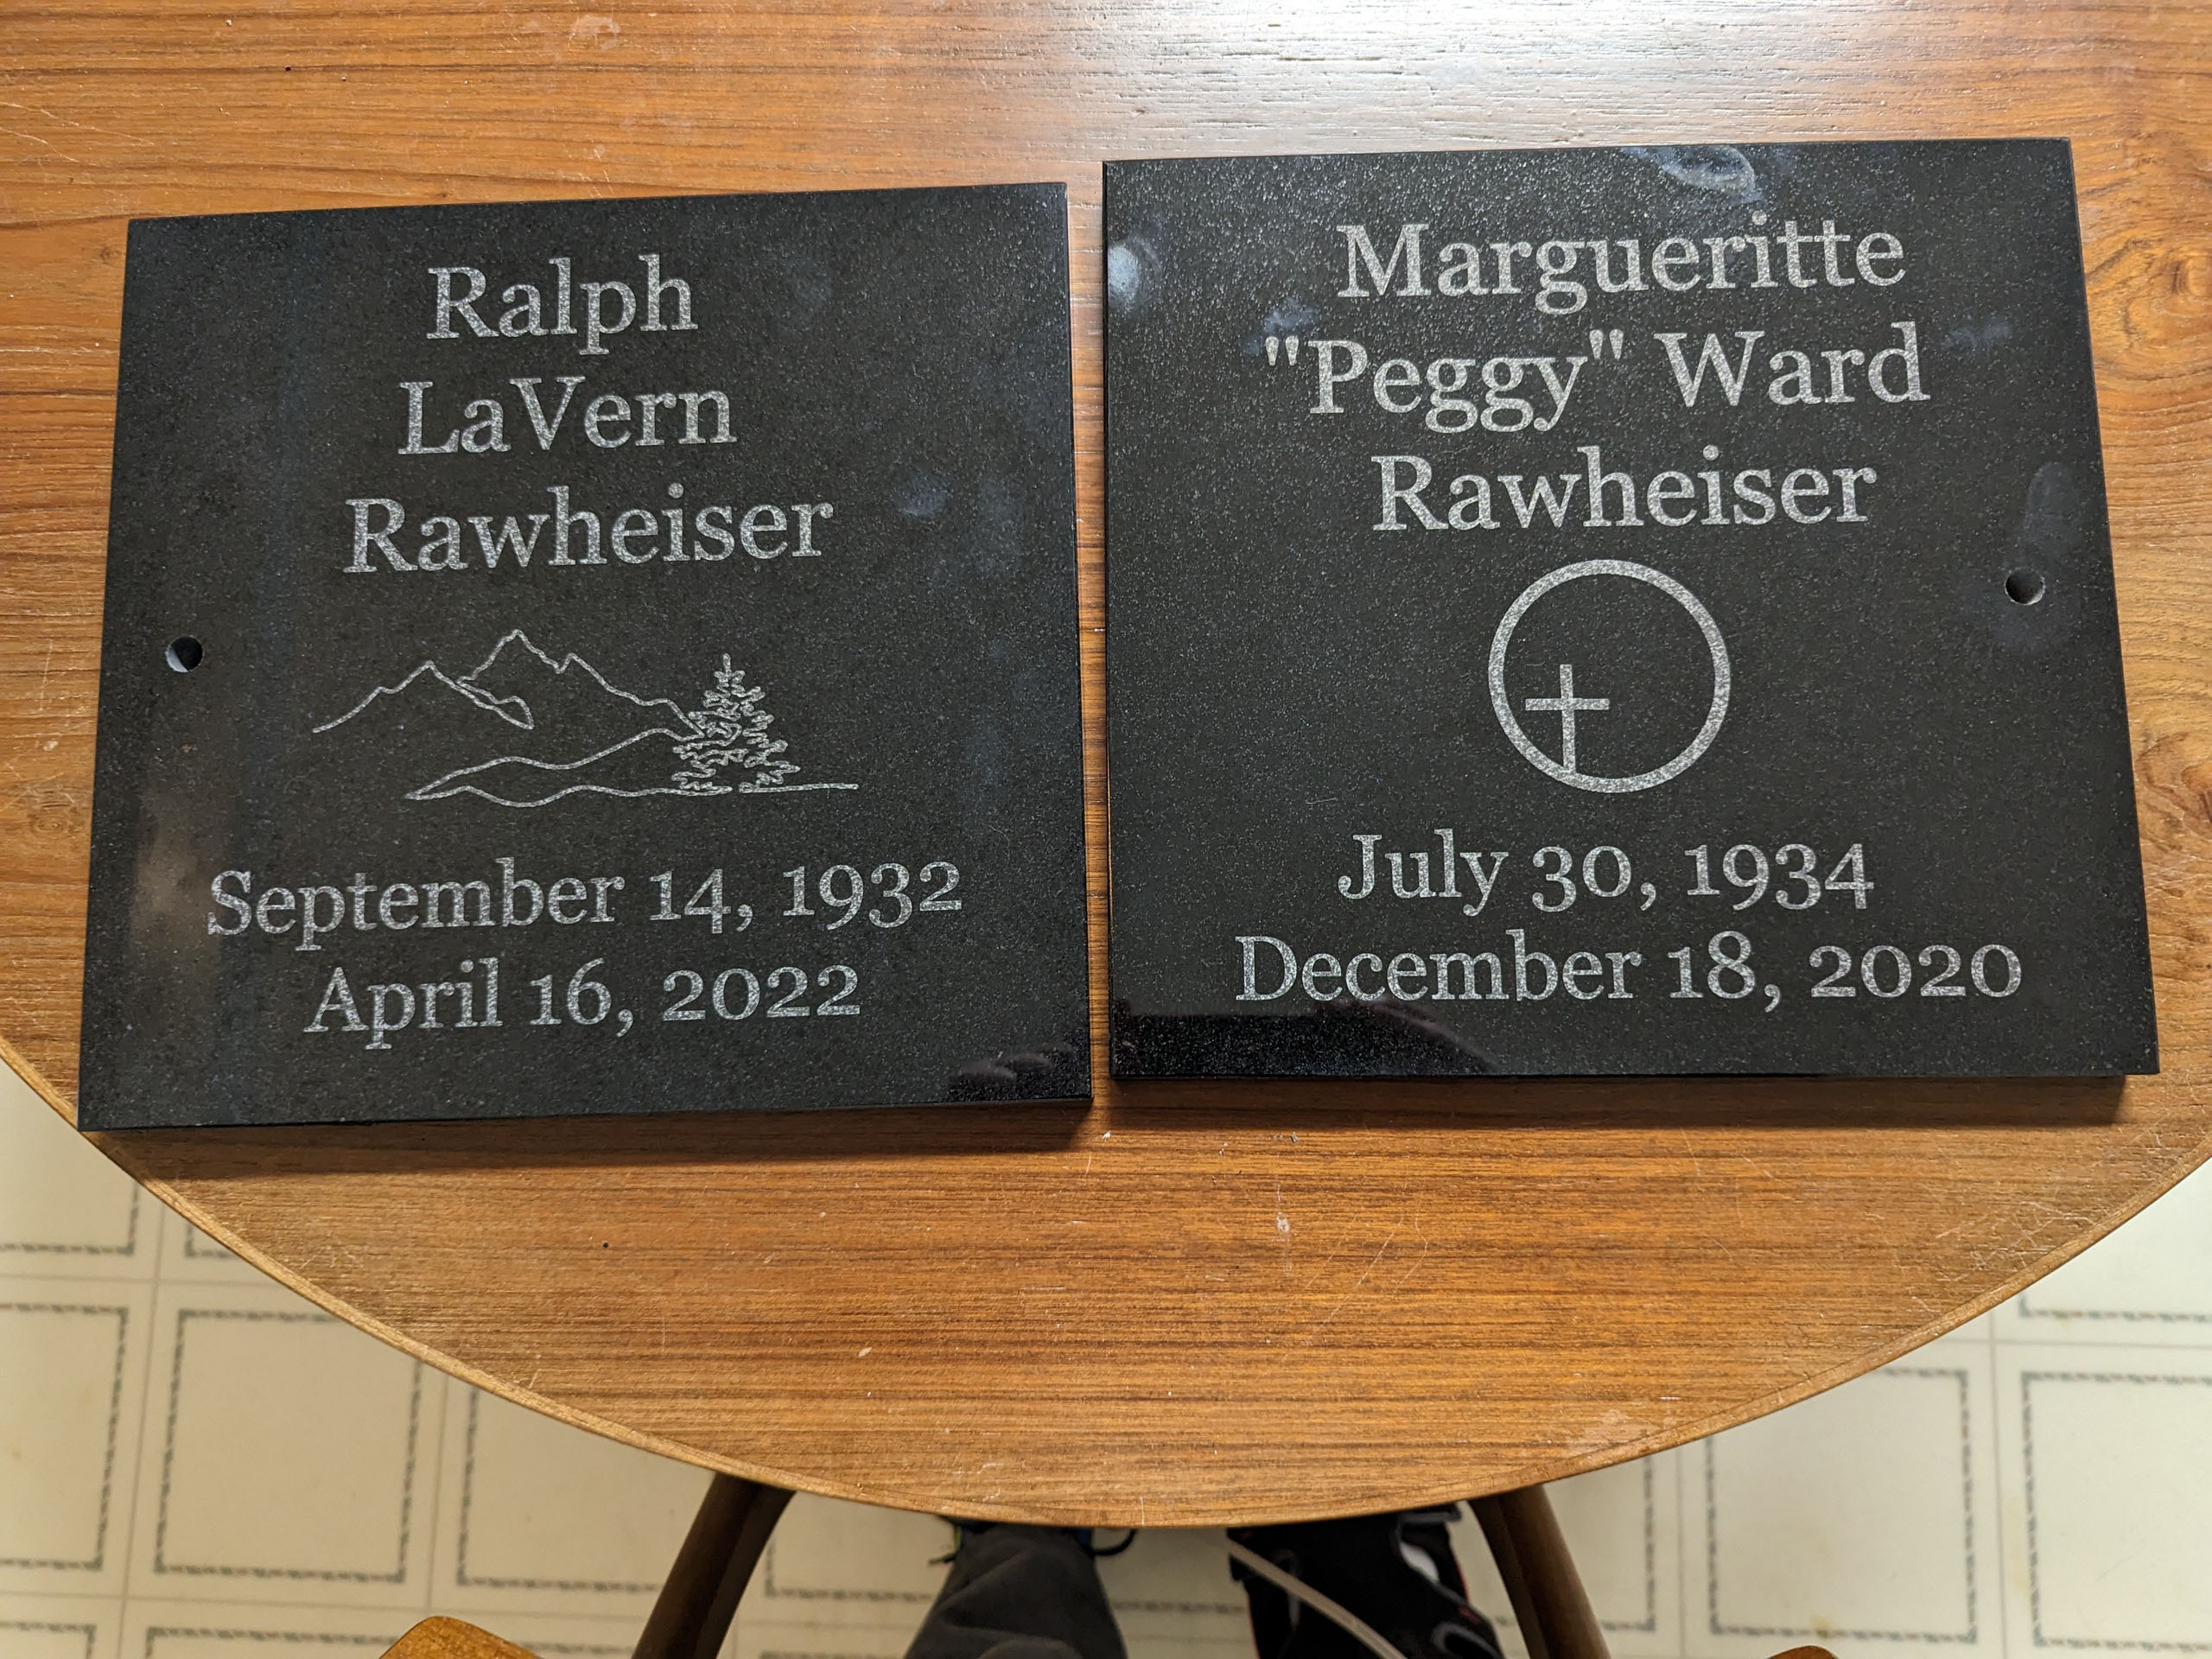 Ralph
LaVern
Rawheiser
September 14, 1932
April 16, 2022
Margueritte
"Peggy" Ward
Rawheiser
July 30, 1934
December 18, 2020